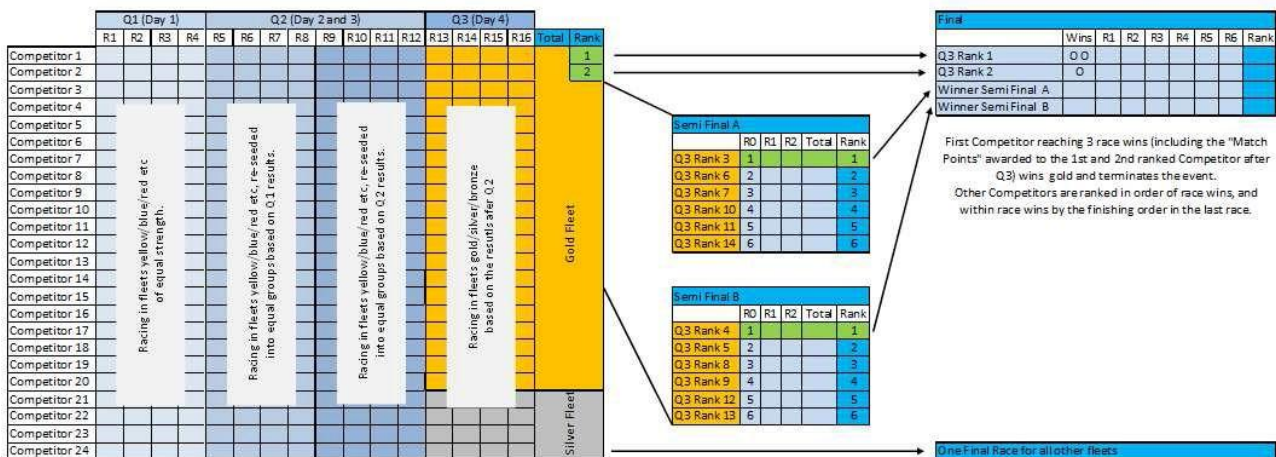 Q1 (Day 1) Q2 (Day 2 and 3) Q3 (Day 4)
R1 R2 R3 R4 R5 R6 R7 R8 R9 R10 R11 R12 R13 R14 R15 R16 Total Rank
Competitor 1 1
Competitor 2 2
Competitor 3
Competitor 4
Competitor 5
Competitor 6
Competitor 7
Competitor 8
Competitor 9
Competitor 10
Competitor 11
Competitor 12
Competitor 13
Competitor 14
Competitor 15
Competitor 16
Competitor 17
Competitor 18
Competitor 19
Competitor 20
Competitor 21
Competitor 22
Competitor 23
Competitor 24
Racing in fleets yellow/blue/red etc
of equal strength.
Racing in fleets yellow/blue/red etc, re-seeded
into equal groups based on Q1 results.
Racing in fleets yellow/blue/red etc, re-seeded
into equal groups based on Q2 results.
Racing in fleets gold/silver/bronze
based on the resutls afer Q2
Gold Fleet
Silver Fleet
Semi Final A
R0 R1 R2 Total Rank
Q3 Rank 3 1 1
Q3 Rank 6 2 2
Q3 Rank 7 3 3
Q3 Rank 10 4 4
Q3 Rank 11 5 5
Q3 Rank 14 6 6
Semi Final B
R0 R1 R2 Total Rank
Q3 Rank 4 1 1
Q3 Rank 5 2 2
Q3 Rank 8 3 3
Q3 Rank 9 4 4
Q3 Rank 12 5 5
Q3 Rank 13 6 6
Final
Wins R1 R2 R3 R4 R5 R6 Rank
Q3 Rank 1 O O
Q3 Rank 2 O
Winner Semi Final A
Winner Semi Final B
First Competitor reaching 3 race wins (including the "Match
Points" awarded to the 1st and 2nd ranked Competitor after
Q3) wins gold and terminates the event.
Other Competitors are ranked in order of race wins, and
within race wins by the finishing order in the last race.
One Final Race for all other fleets